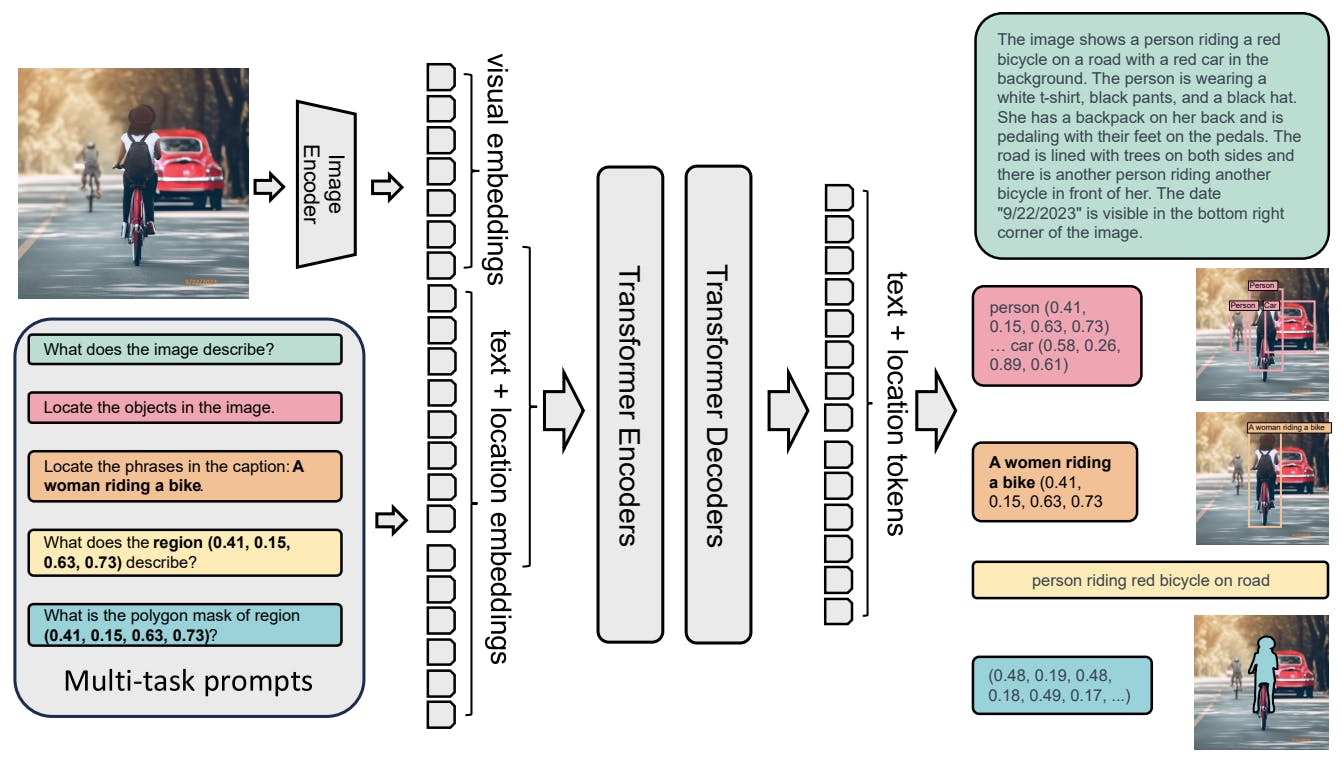 Image
Encoder
visual embeddings
text + location embeddings
What does the image describe?
Locate the objects in the image.
Locate the phrases in the caption: A
woman riding a bike.
What does the region (0.41, 0.15,
0.63, 0.73) describe?
What is the polygon mask of region
(0.41, 0.15, 0.63, 0.73)?
Multi-task prompts
Transformer Encoders
Transformer Decoders
text + location tokens
The image shows a person riding a red
bicycle on a road with a red car in the
background. The person is wearing a
white t-shirt, black pants, and a black hat.
She has a backpack on her back and is
pedaling with their feet on the pedals. The
road is lined with trees on both sides and
there is another person riding another
bicycle in front of her. The date
"9/22/2023" is visible in the bottom right
corner of the image.
person (0.41,
0.15, 0.63, 0.73)
… car (0.58, 0.26,
0.89, 0.61)
Person
Person Car
A women riding
a bike (0.41,
0.15, 0.63, 0.73
A woman riding a bike
person riding red bicycle on road
(0.48, 0.19, 0.48,
0.18, 0.49, 0.17, ...)